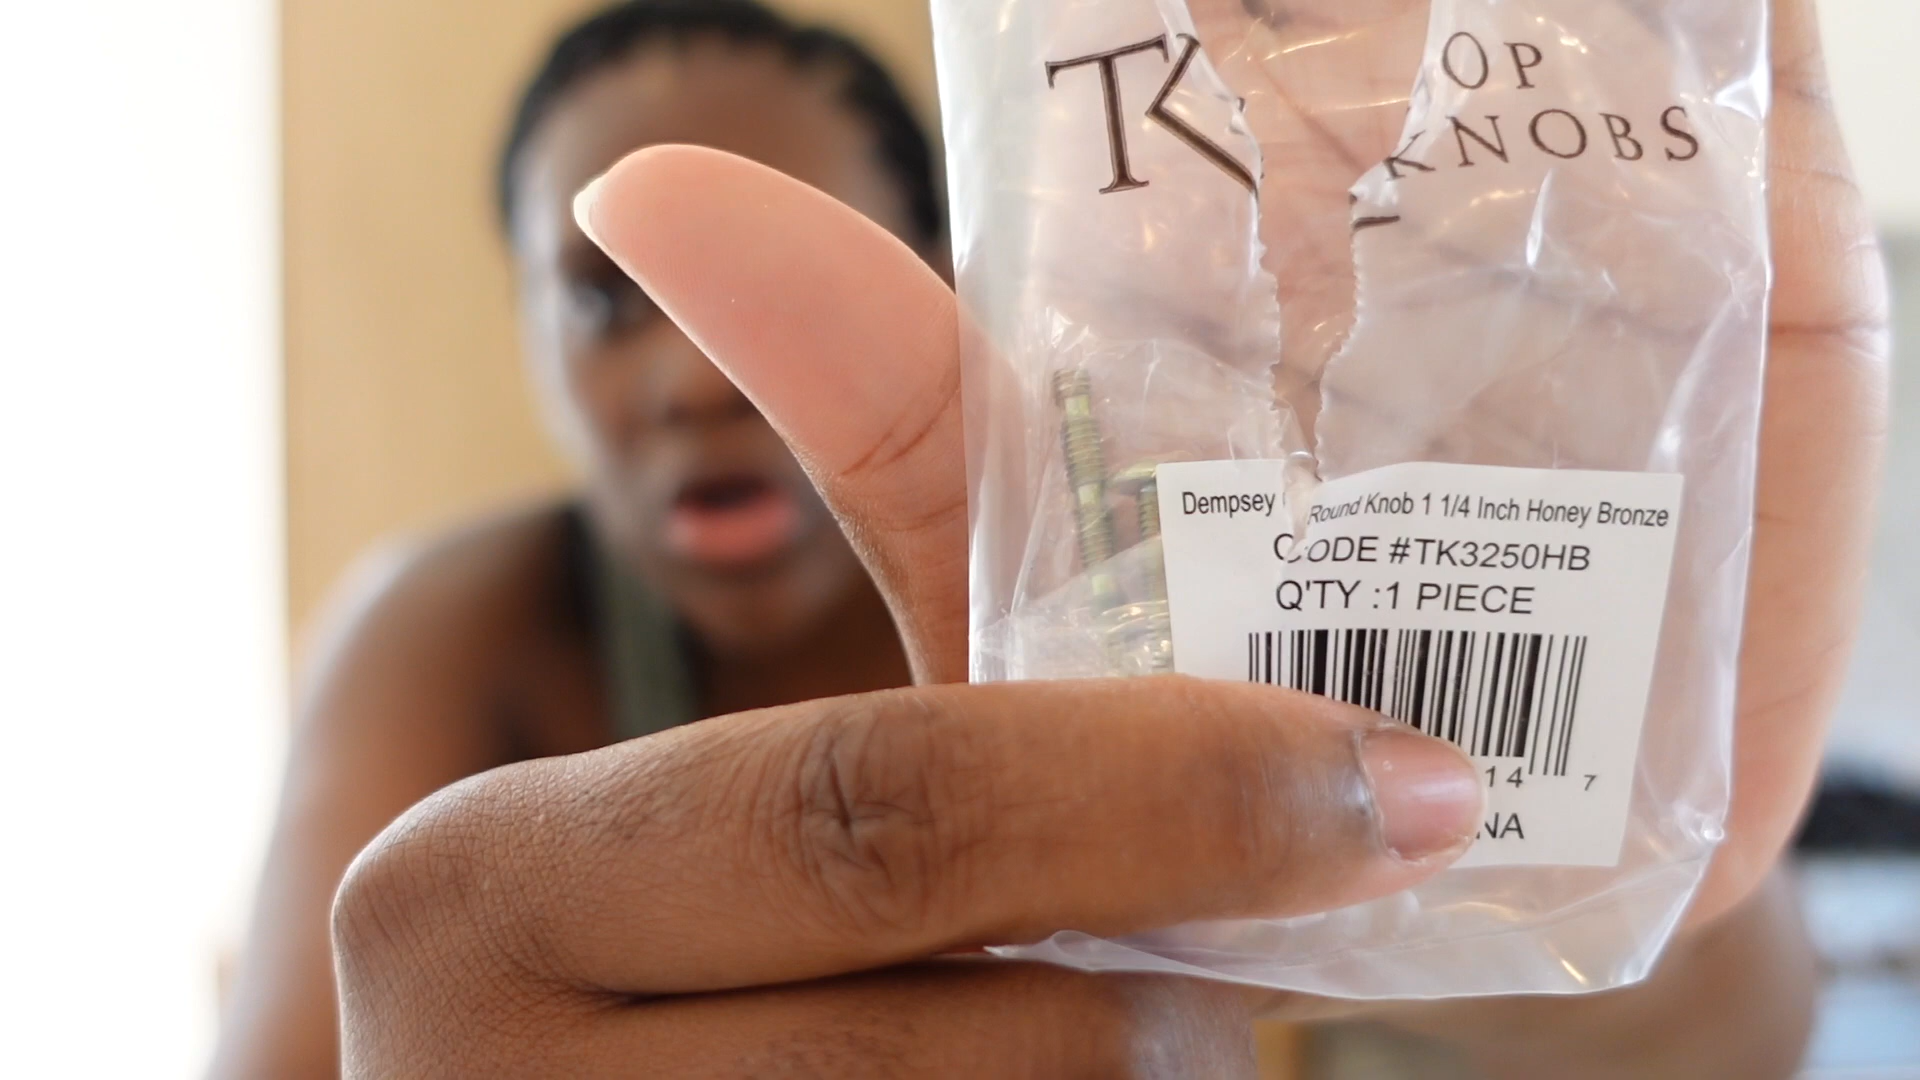 TK
OP
KNOBS
Dempsey Round Knob 1 1/4 Inch Honey Bronze
CODE #TK3250HB
Q'TY :1 PIECE
14 7
NA